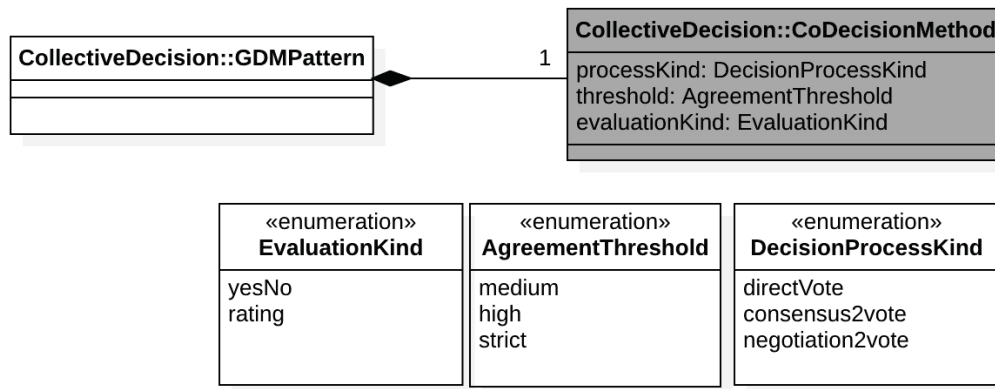 CollectiveDecision::GDMPattern
1
CollectiveDecision::CoDecisionMethod
processKind: DecisionProcessKind
threshold: AgreementThreshold
evaluationKind: EvaluationKind
«enumeration»
EvaluationKind
yesNo
rating
«enumeration»
AgreementThreshold
medium
high
strict
«enumeration»
DecisionProcessKind
directVote
consensus2vote
negotiation2vote